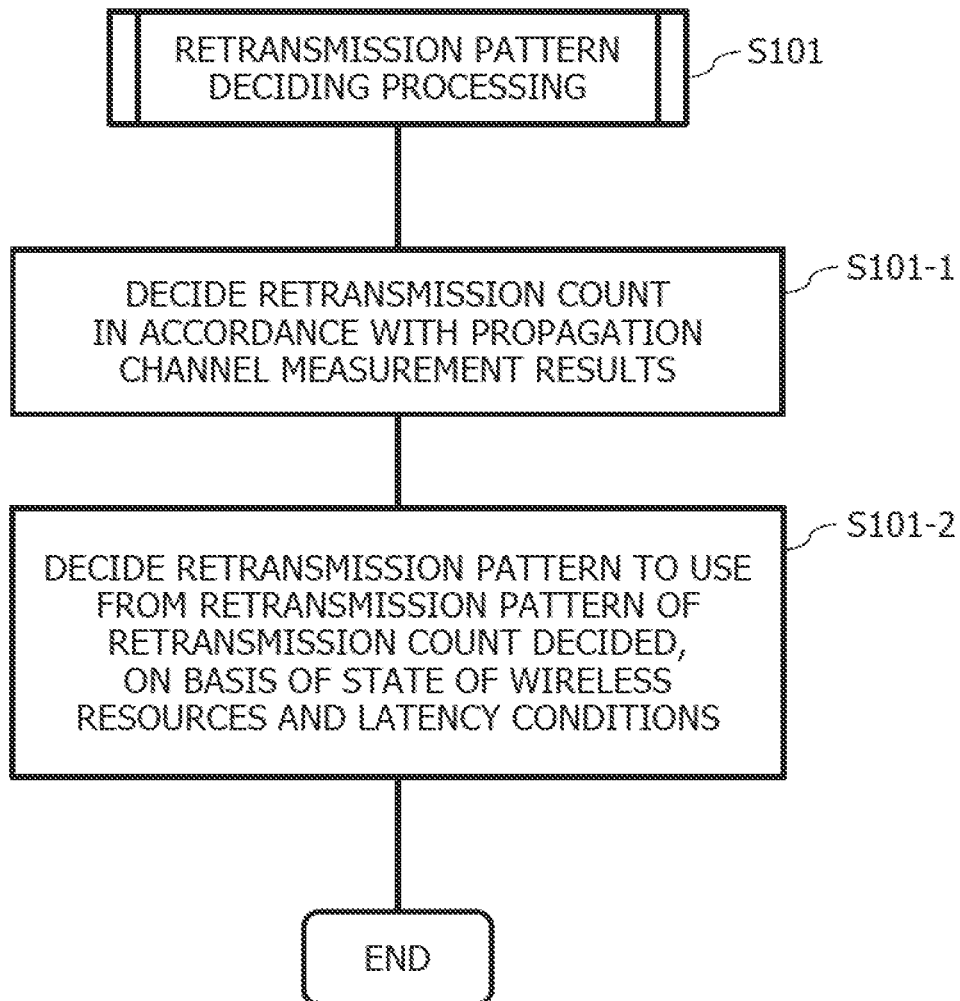 RETRANSMISSION PATTERN
DECIDING PROCESSING
S101
DECIDE RETRANSMISSION COUNT
IN ACCORDANCE WITH PROPAGATION
CHANNEL MEASUREMENT RESULTS
S101-1
DECIDE RETRANSMISSION PATTERN TO USE
FROM RETRANSMISSION PATTERN OF
RETRANSMISSION COUNT DECIDED,
ON BASIS OF STATE OF WIRELESS
RESOURCES AND LATENCY CONDITIONS
S101-2
END